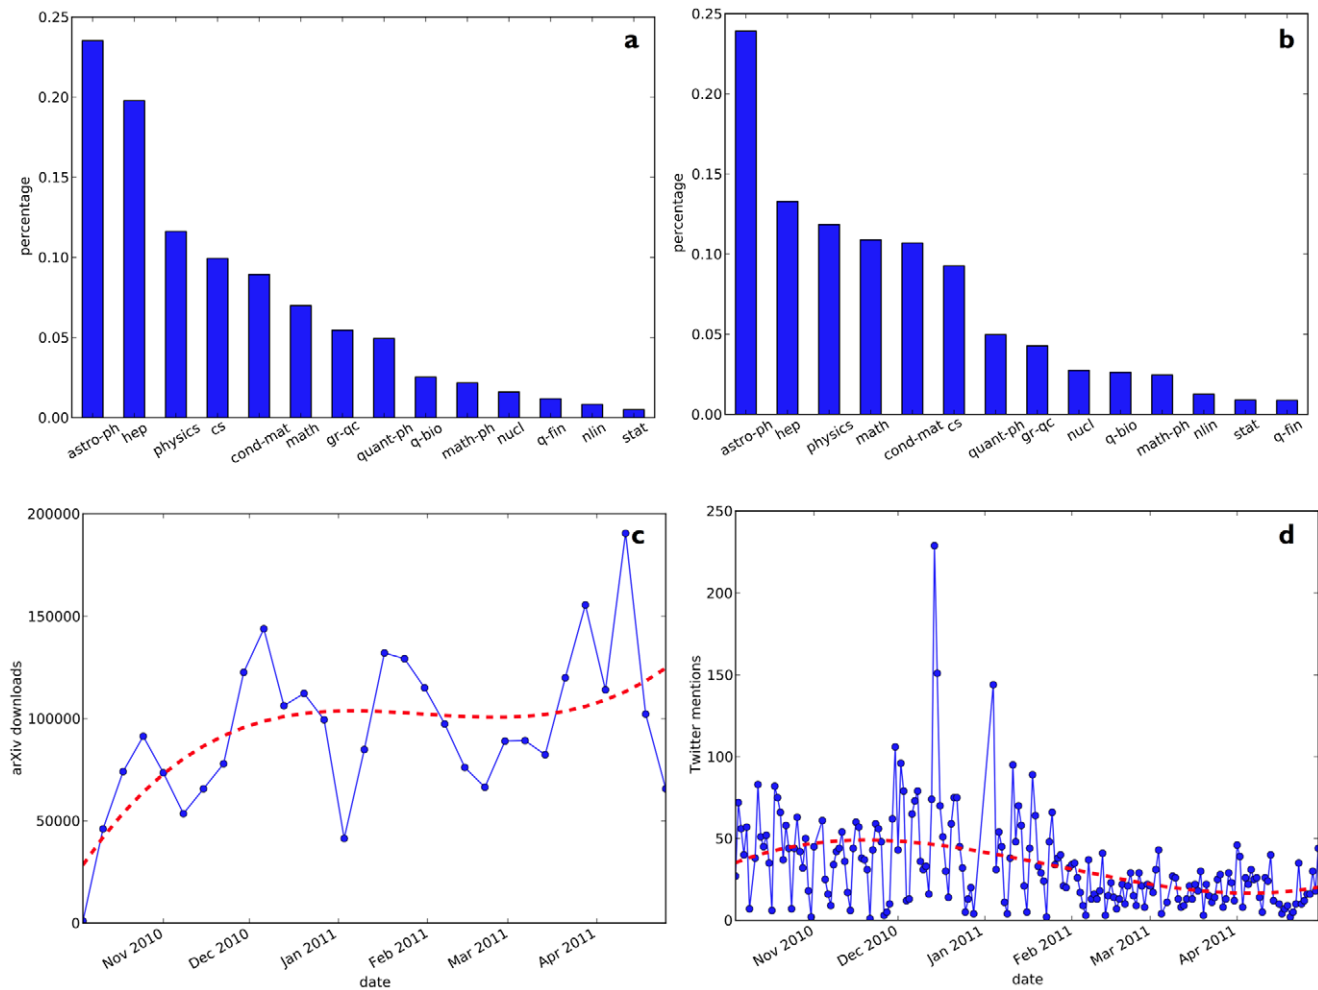 a
percentage
0.25
0.20
0.15
0.10
0.05
0.00
astro-ph hep physics cs cond-mat math gr-qc quant-ph q-bio math-ph nucl q-fin nlin stat
b
percentage
0.25
0.20
0.15
0.10
0.05
0.00
astro-ph hep physics math cond-mat cs quant-ph gr-qc nucl q-bio math-ph nlin stat q-fin
c
arXiv downloads
200000
150000
100000
50000
0
Nov 2010 Dec 2010 Jan 2011 Feb 2011 Mar 2011 Apr 2011
date
d
Twitter mentions
250
200
150
100
50
0
Nov 2010 Dec 2010 Jan 2011 Feb 2011 Mar 2011 Apr 2011
date